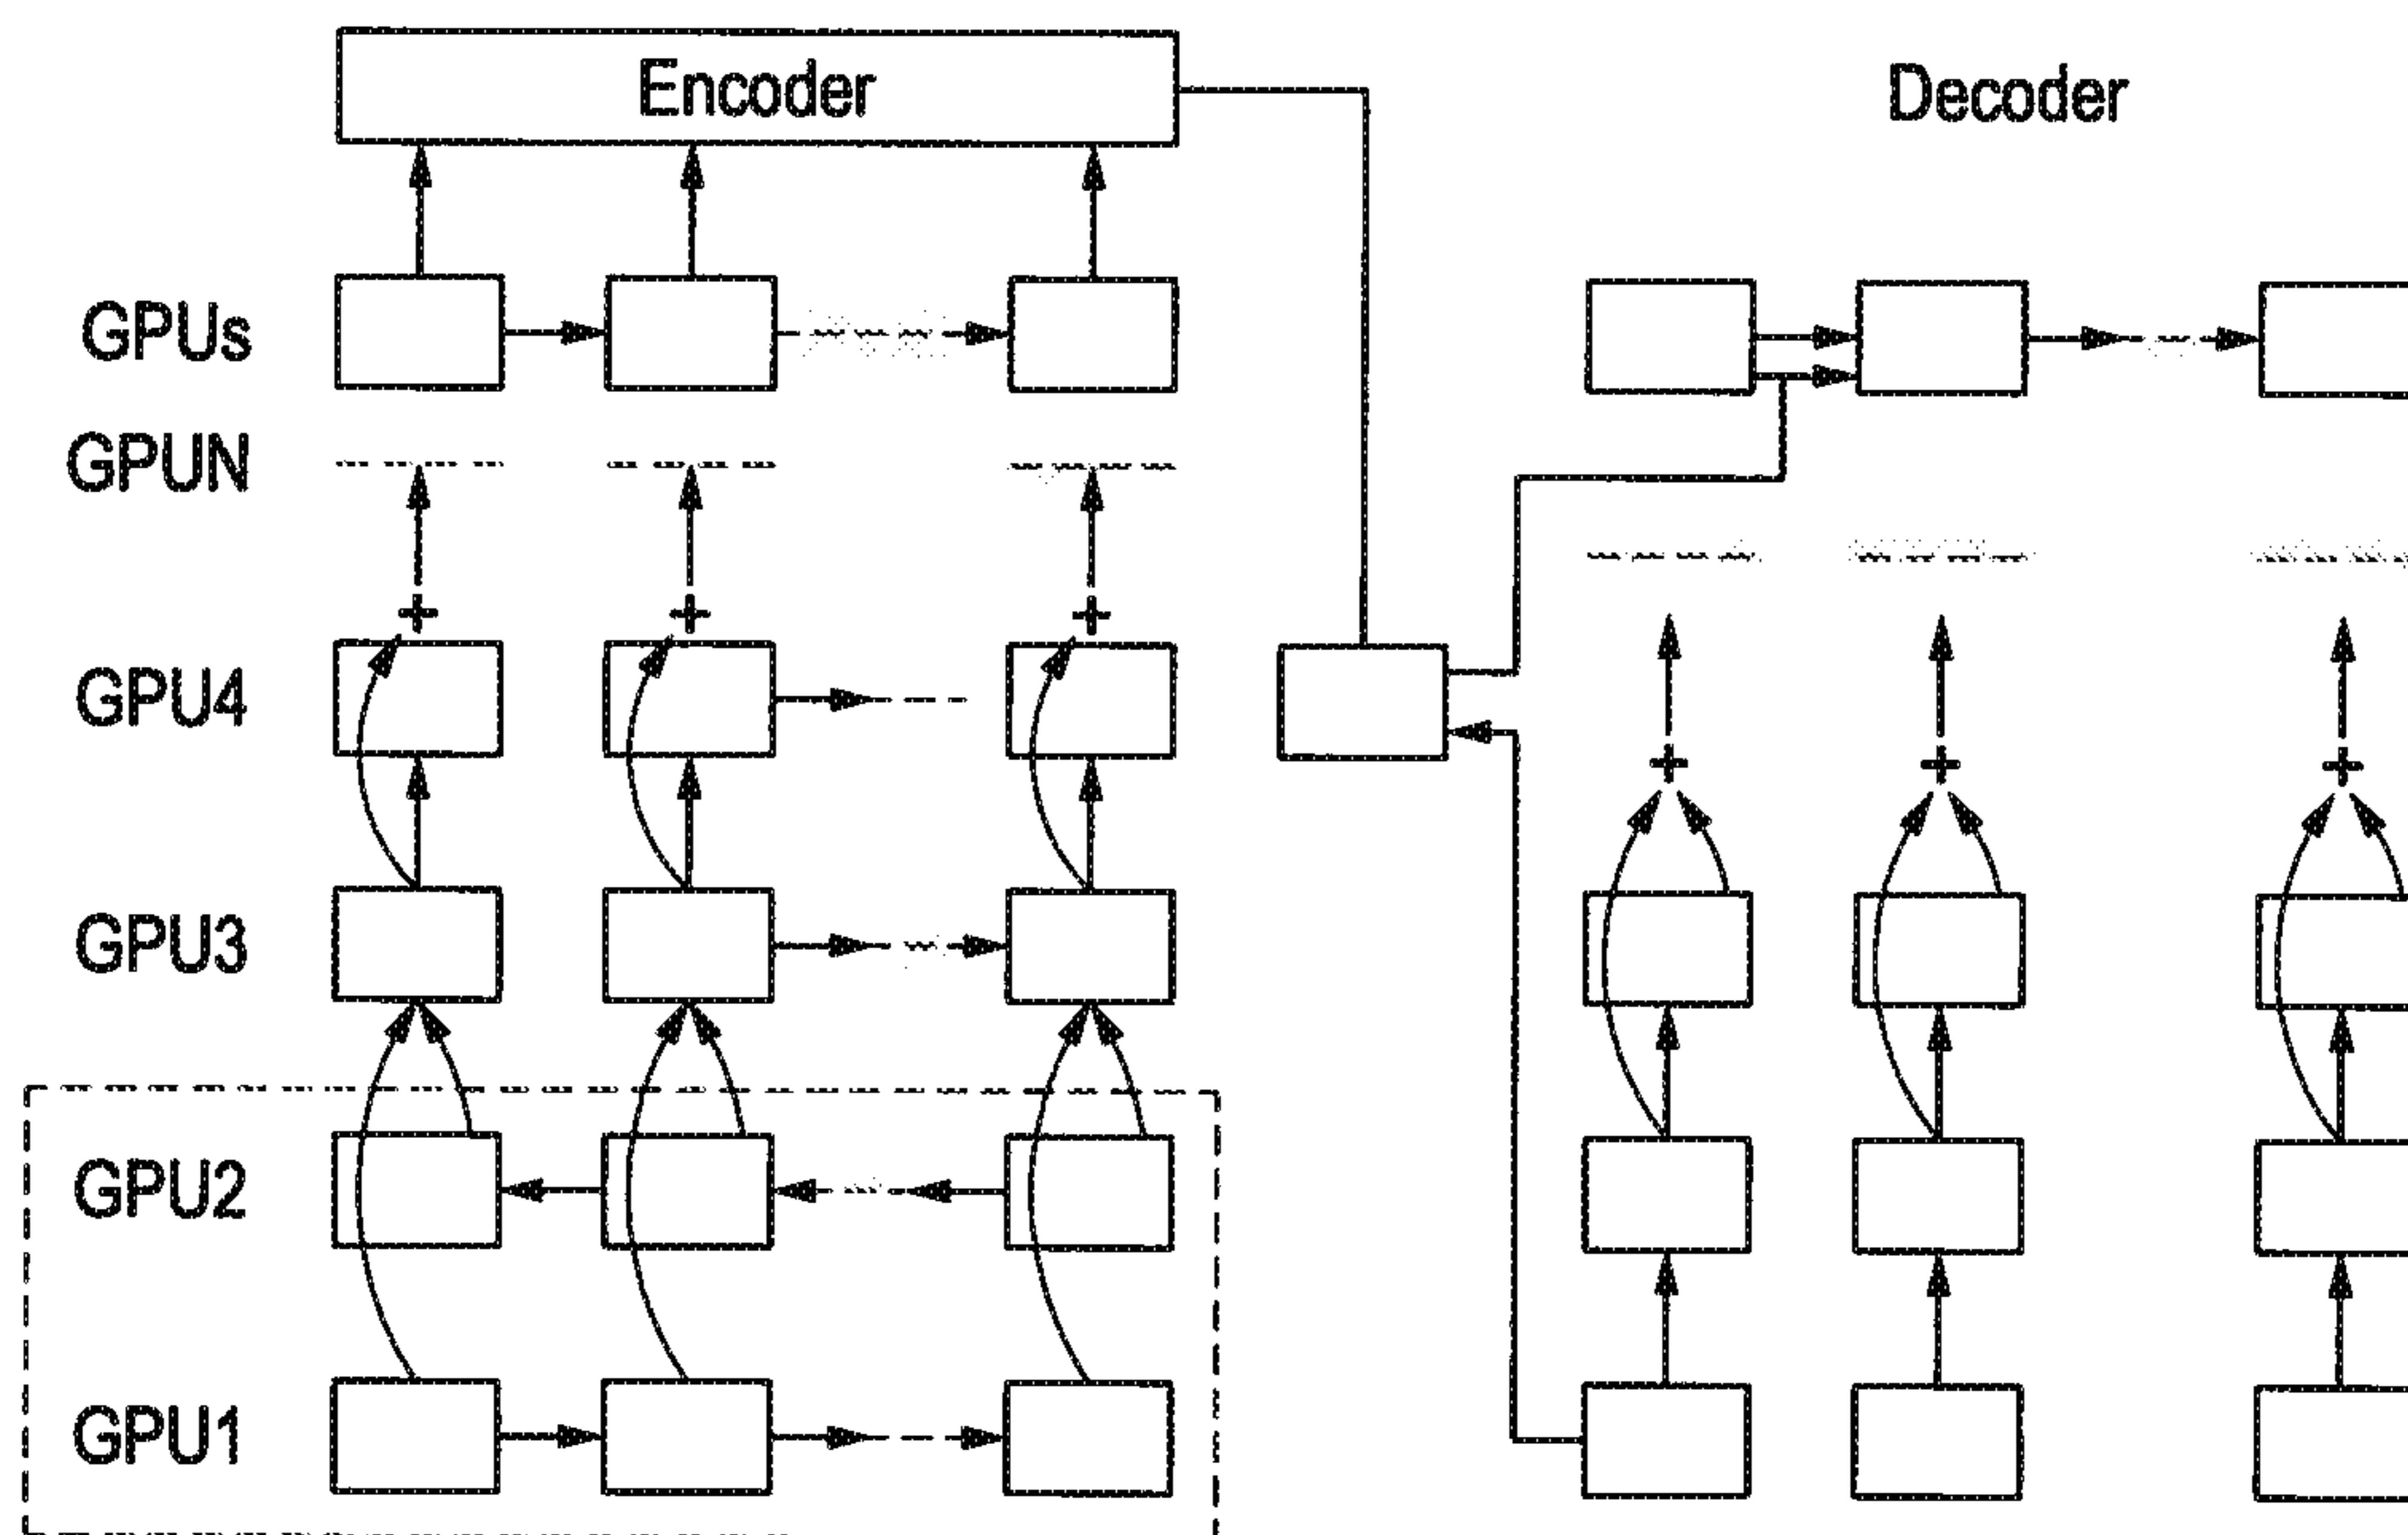 Encoder
Decoder
GPUs
GPUN
+ + +
GPU4
+ + +
GPU3
GPU2
GPU1